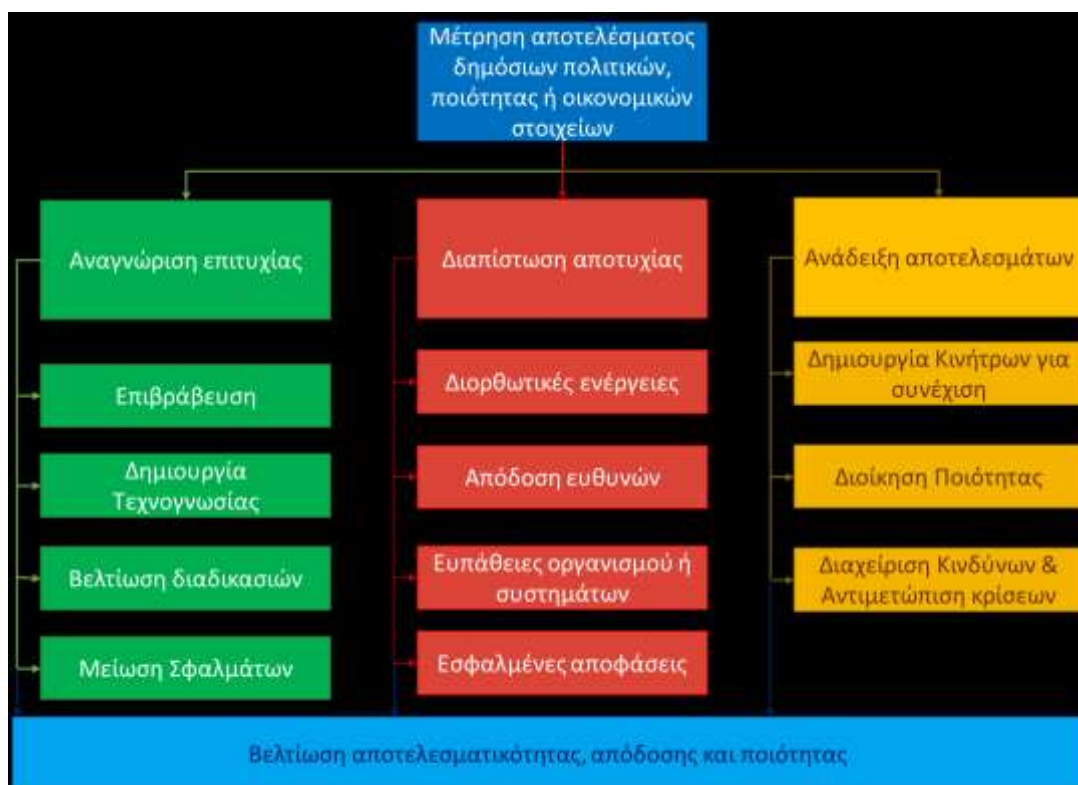 Μέτρηση αποτελέσματος
δημόσιων πολιτικών,
ποιότητας ή οικονομικών
στοιχείων
Αναγνώριση επιτυχίας
Επιβράβευση
Δημιουργία
Τεχνογνωσίας
Βελτίωση διαδικασιών
Μείωση Σφαλμάτων
Διαπίστωση αποτυχίας
Διορθωτικές ενέργειες
Απόδοση ευθυνών
Ευπάθειες οργανισμού ή
συστημάτων
Εσφαλμένες αποφάσεις
Ανάδειξη αποτελεσμάτων
Δημιουργία Κινήτρων για
συνέχιση
Διοίκηση Ποιότητας
Διαχείριση Κινδύνων &
Αντιμετώπιση κρίσεων
Βελτίωση αποτελεσματικότητας, απόδοσης και ποιότητας